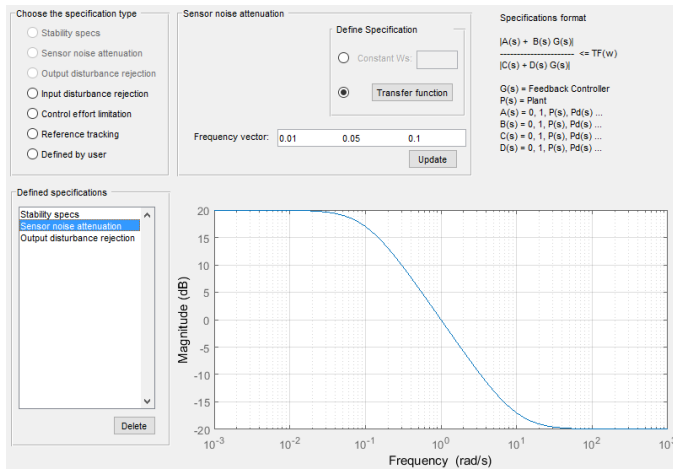 Choose the specification type
Stability specs
Sensor noise attenuation
Output disturbance rejection
Input disturbance rejection
Control effort limitation
Reference tracking
Defined by user
Sensor noise attenuation
Define Specification
Constant Ws:
Transfer function
Frequency vector: 0.01 0.05 0.1
Update
Specifications format
|A(s) + B(s) G(s)|
---------------------- <= TF(w)
|C(s) + D(s) G(s)|
G(s) = Feedback Controller
P(s) = Plant
A(s) = 0, 1, P(s), Pd(s) ...
B(s) = 0, 1, P(s), Pd(s) ...
C(s) = 0, 1, P(s), Pd(s) ...
D(s) = 0, 1, P(s), Pd(s) ...
Defined specifications
Stability specs
Sensor noise attenuation
Output disturbance rejection
Delete
Magnitude (dB)
20
15
10
5
0
-5
-10
-15
-20
10^-3 10^-2 10^-1 10^0 10^1 10^2 10^3
Frequency (rad/s)